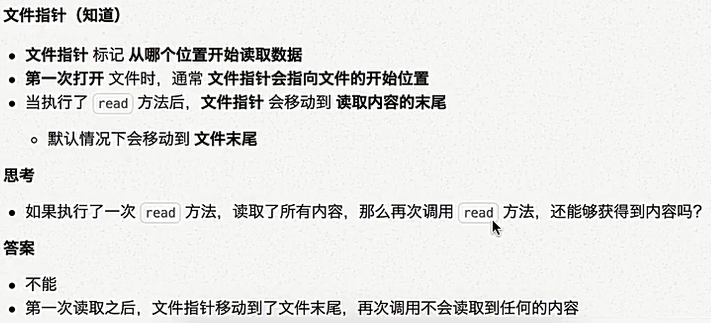 文件指针（知道）
文件指针 标记 从哪个位置开始读取数据
第一次打开 文件时，通常 文件指针会指向文件的开始位置
当执行了 read 方法后，文件指针 会移动到 读取内容的末尾
默认情况下会移动到 文件末尾
思考
如果执行了一次 read 方法，读取了所有内容，那么再次调用 read 方法，还能够获得到内容吗？
答案
不能
第一次读取之后，文件指针移动到了文件末尾，再次调用不会读取到任何的内容